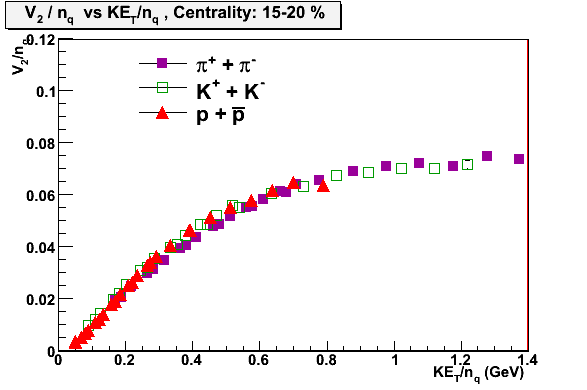 V2 / nq vs KET/nq , Centrality: 15-20 %
V2/nq
0.12
0.1
0.08
0.06
0.04
0.02
0
π+ + π-
K+ + K-
p + p̅
0 0.2 0.4 0.6 0.8 1 1.2 1.4
KET/nq (GeV)